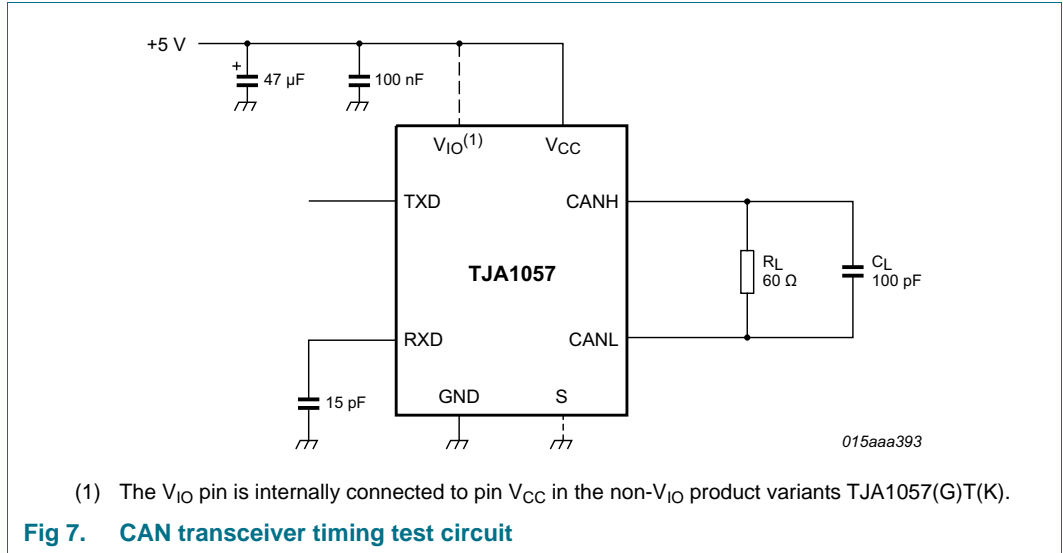 +5 V
+
47 µF
100 nF
VIO(1)
VCC
TXD
CANH
TJA1057
RL
60 Ω
CL
100 pF
RXD
CANL
15 pF
GND
S
015aaa393
(1) The VIO pin is internally connected to pin VCC in the non-VIO product variants TJA1057(G)T(K).
Fig 7. CAN transceiver timing test circuit